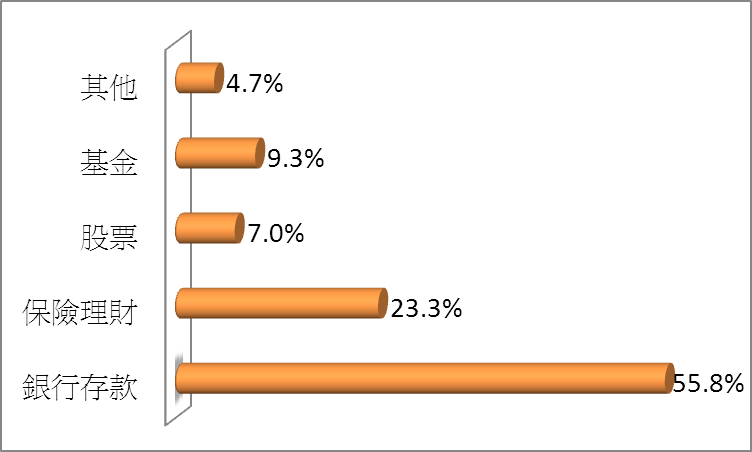 其他 4.7%
基金 9.3%
股票 7.0%
保險理財 23.3%
銀行存款 55.8%